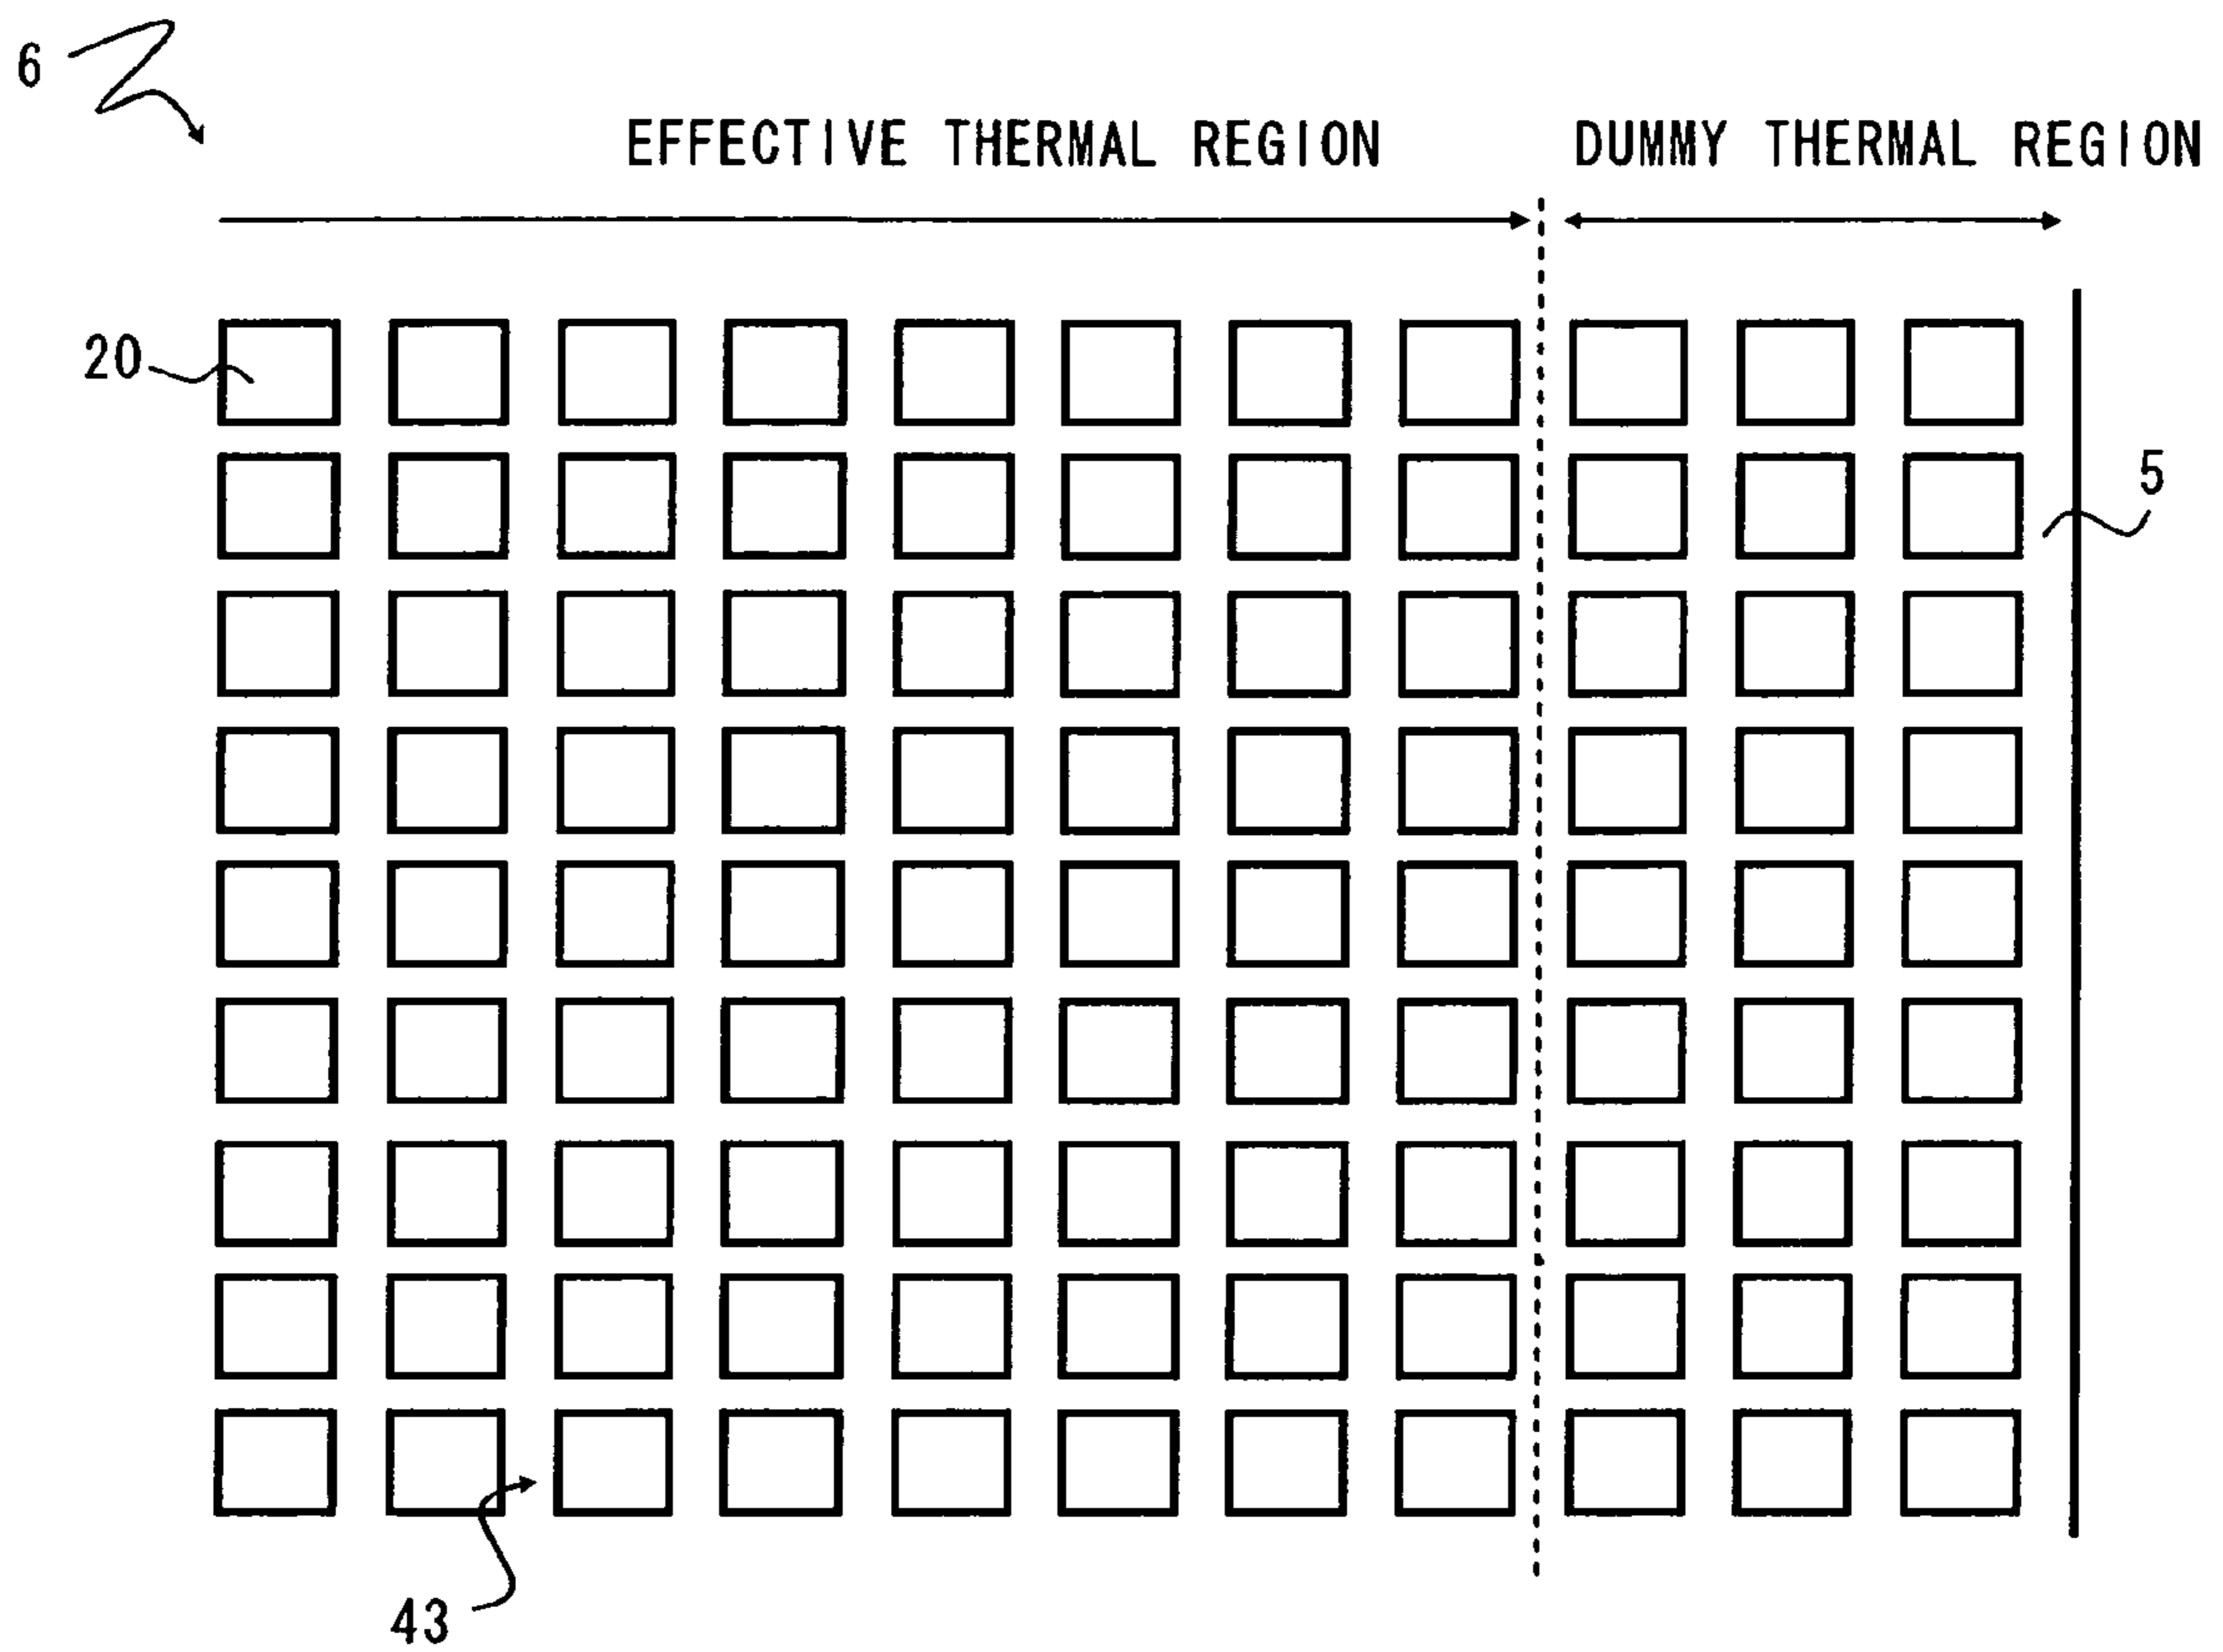 6
EFFECTIVE THERMAL REGION
DUMMY THERMAL REGION
20
5
43